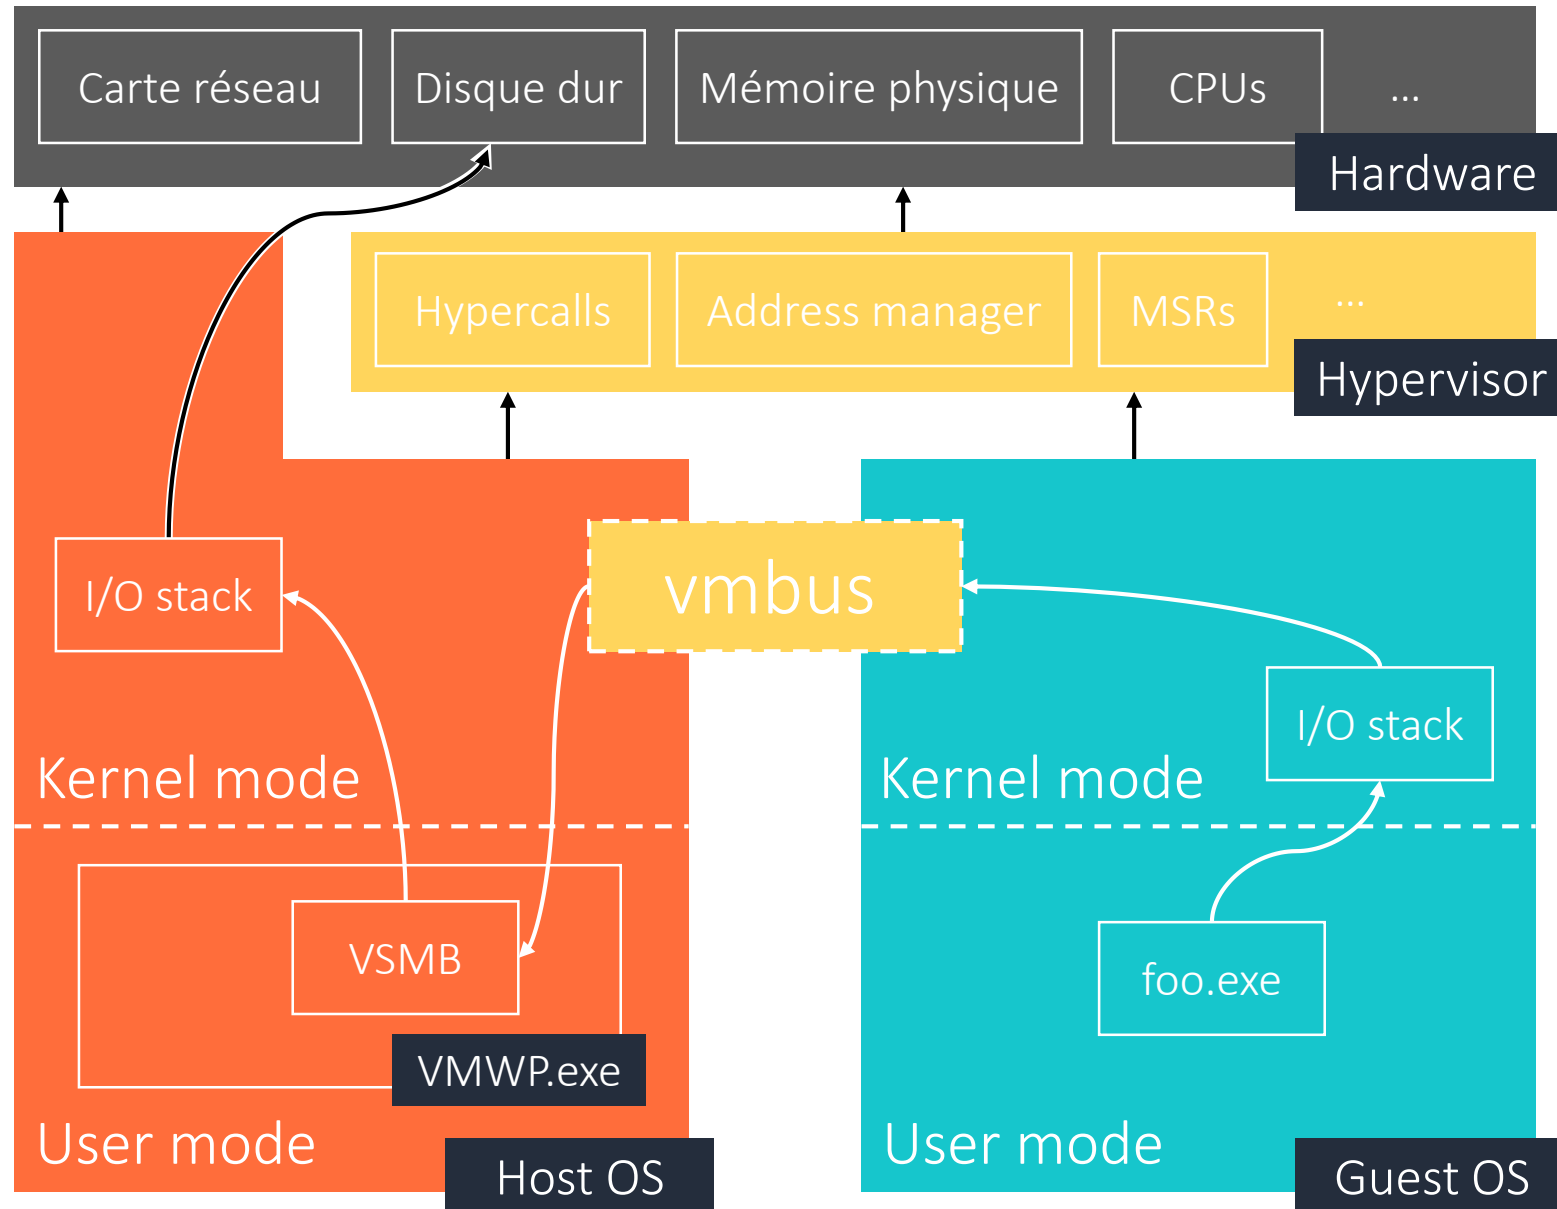 Carte réseau
Disque dur
Mémoire physique
CPUs
...
Hardware
Hypercalls
Address manager
MSRs
...
Hypervisor
I/O stack
vmbus
I/O stack
Kernel mode
Kernel mode
VSMB
foo.exe
VMWP.exe
User mode
User mode
Host OS
Guest OS